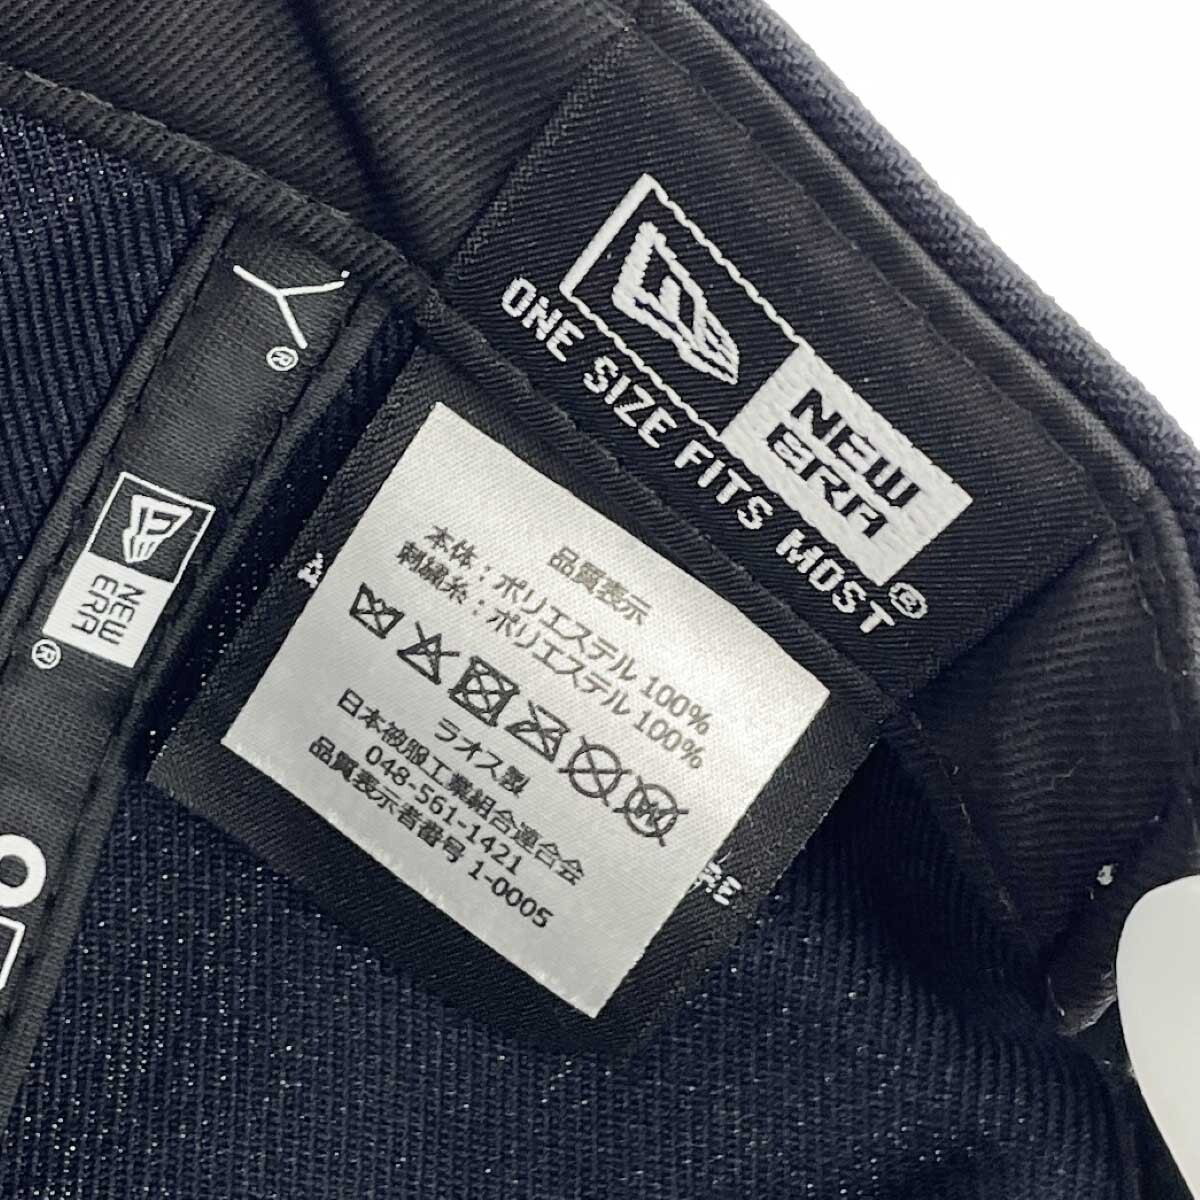 NEW
ERA
®
ONE SIZE FITS MOST
品質表示
本体：ポリエステル 100%
刺繍糸：ポリエステル 100%
ラオス製
日本被服工業組合連合会
048-561-1421
品質表示者番号 1-0005
®
NEW
ERA
®